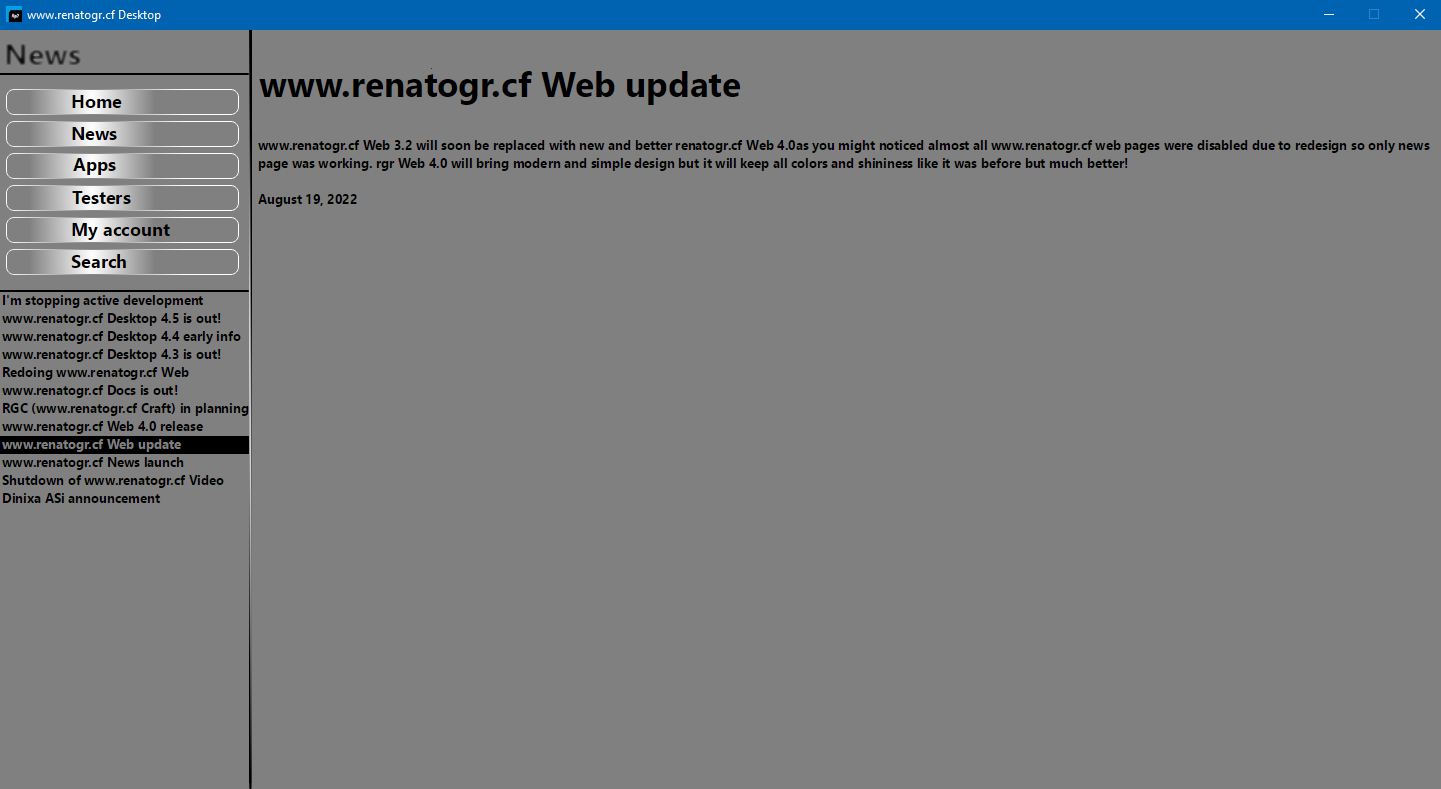 www.renatogr.cf Desktop
News
Home
News
Apps
Testers
My account
Search
I'm stopping active development
www.renatogr.cf Desktop 4.5 is out!
www.renatogr.cf Desktop 4.4 early info
www.renatogr.cf Desktop 4.3 is out!
Redoing www.renatogr.cf Web
www.renatogr.cf Docs is out!
RGC (www.renatogr.cf Craft) in planning
www.renatogr.cf Web 4.0 release
www.renatogr.cf Web update
www.renatogr.cf News launch
Shutdown of www.renatogr.cf Video
Dinixa ASi announcement
www.renatogr.cf Web update
www.renatogr.cf Web 3.2 will soon be replaced with new and better renatogr.cf Web 4.0as you might noticed almost all www.renatogr.cf web pages were disabled due to redesign so only news
page was working. rgr Web 4.0 will bring modern and simple design but it will keep all colors and shininess like it was before but much better!
August 19, 2022